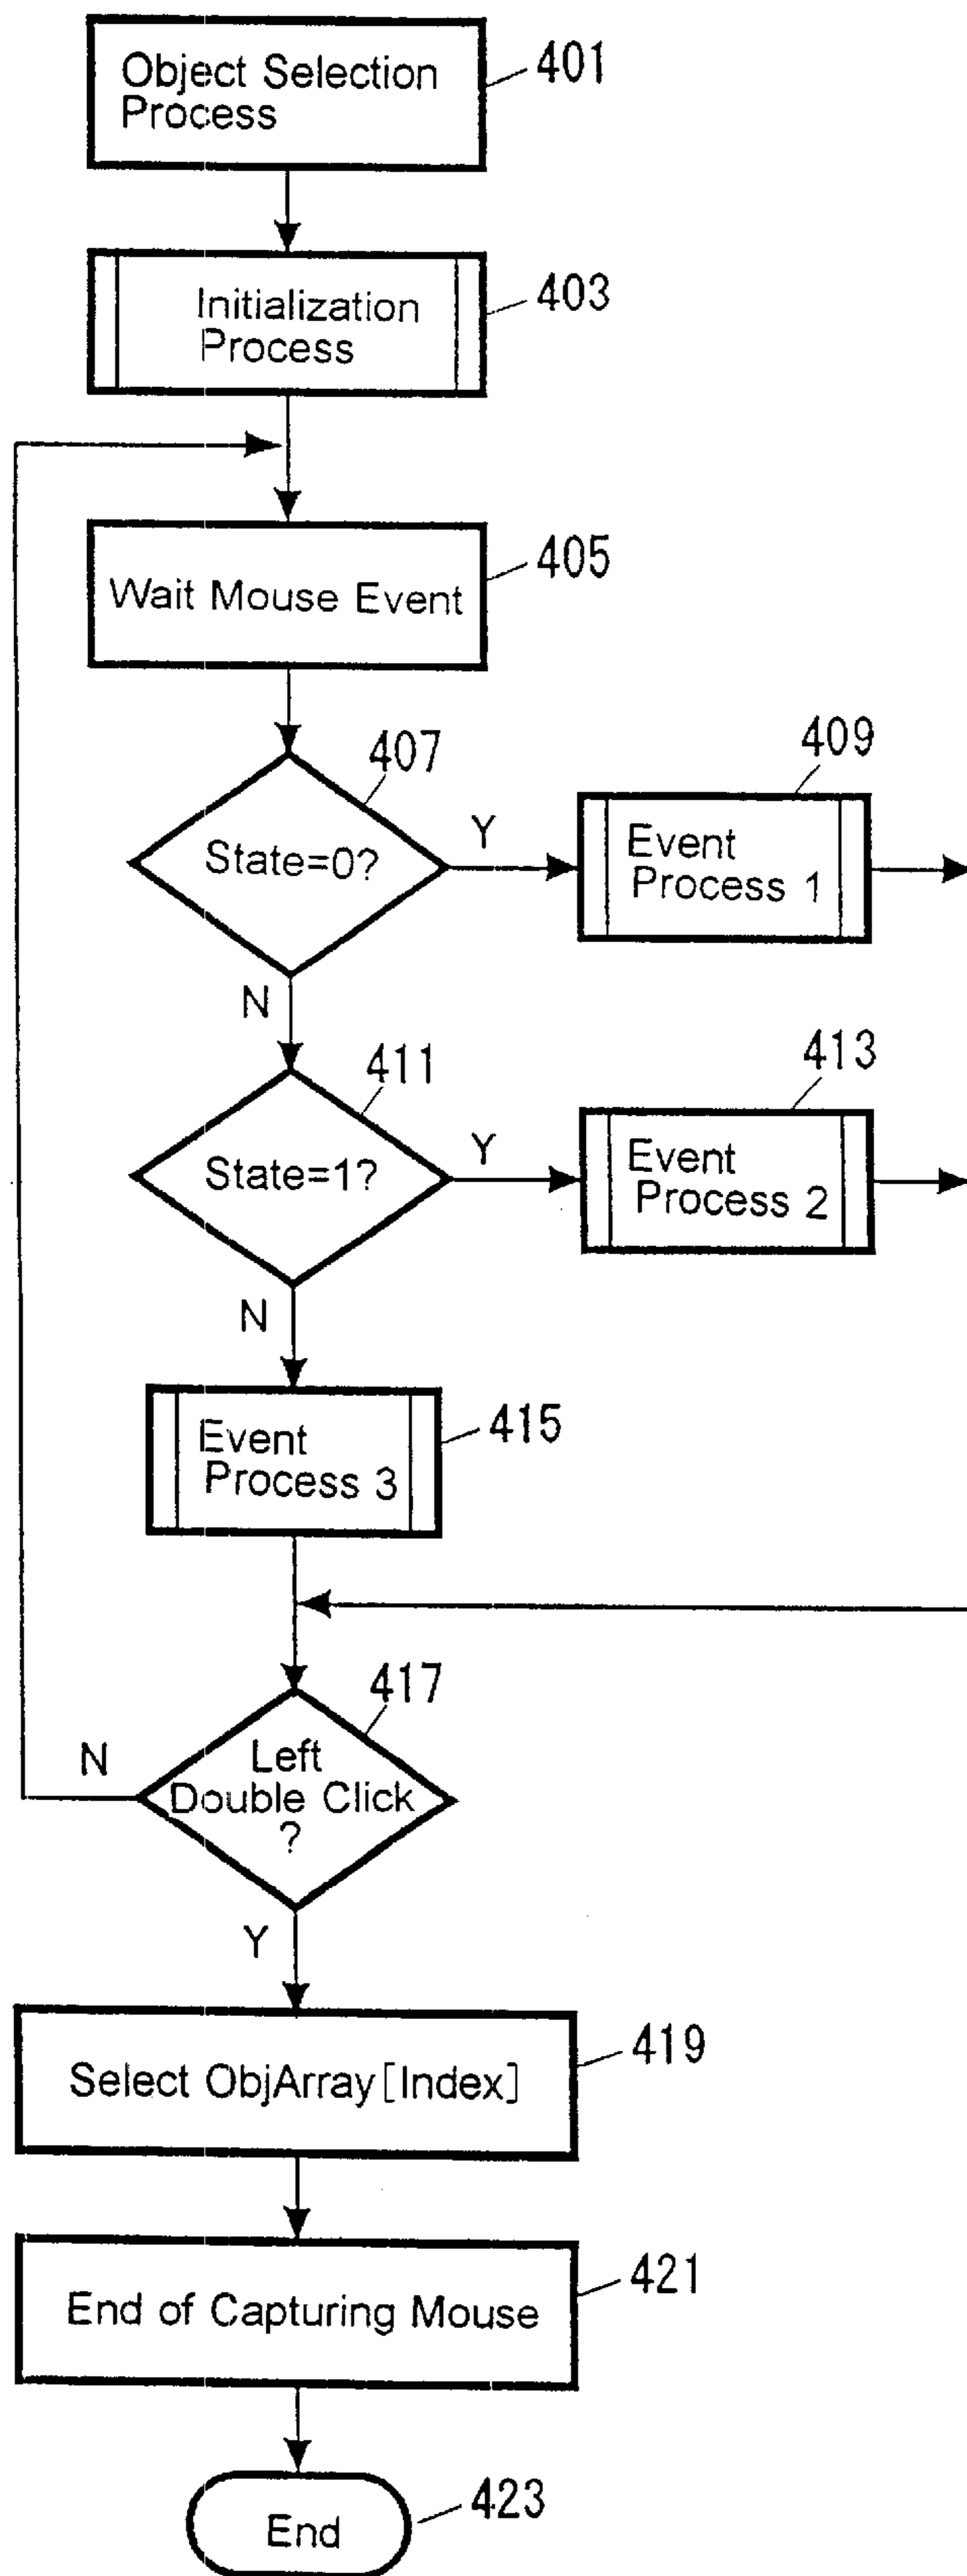 Object Selection
Process
401
Initialization
Process
403
Wait Mouse Event
405
407
State=0?
Y
N
409
Event
Process 1
411
State=1?
Y
N
413
Event
Process 2
Event
Process 3
415
417
Left
Double Click
?
N
Y
Select ObjArray[Index]
419
End of Capturing Mouse
421
End
423